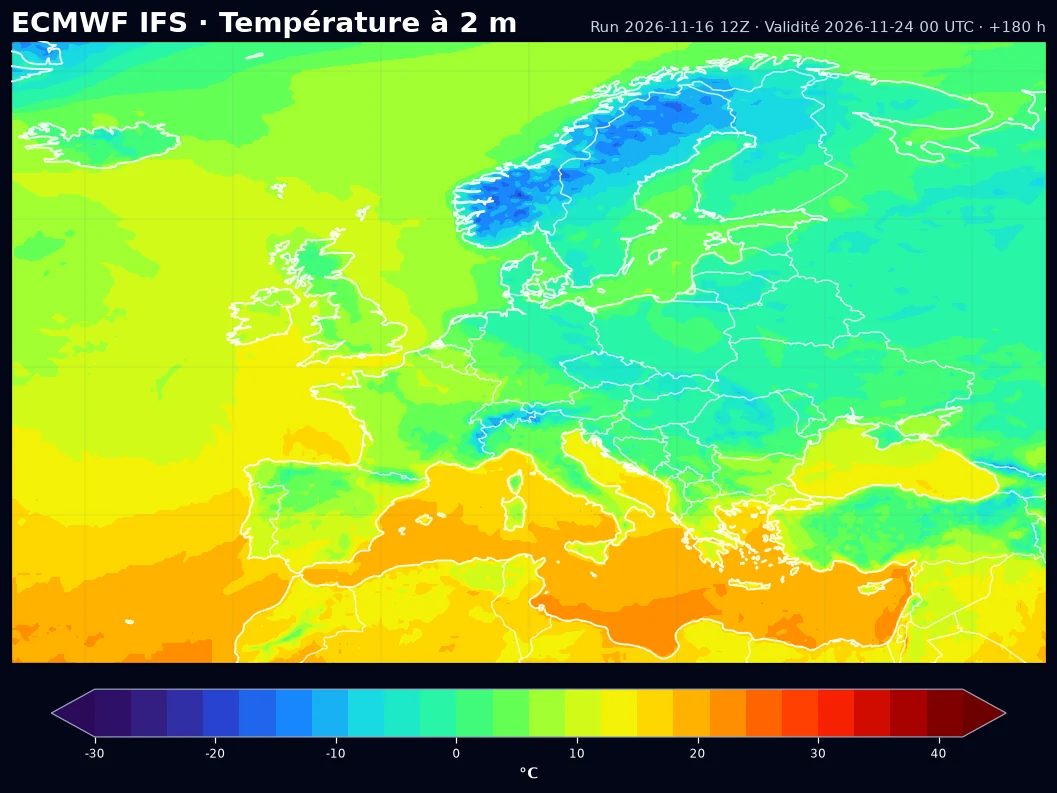 ECMWF IFS · Température à 2 m
Run 2026-11-16 12Z · Validité 2026-11-24 00 UTC · +180 h
-30 -20 -10 0 10 20 30 40
°C